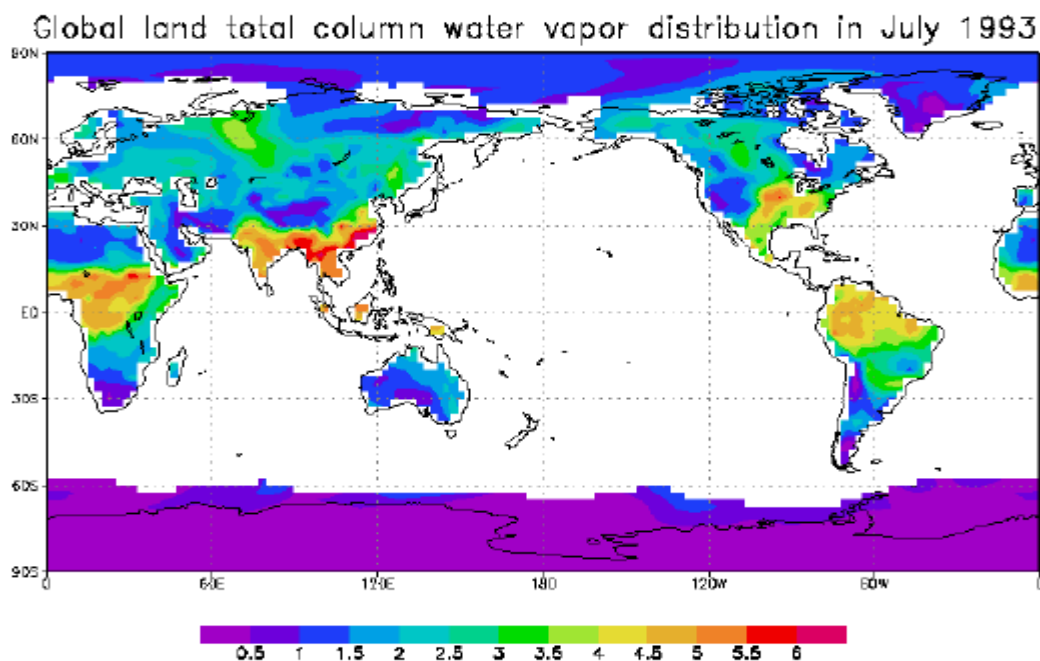 Global land total column water vapor distribution in July 1993
90N
60N
30N
EQ
30S
60S
90S
0 60E 120E 180 120W 60W 0
0.5 1 1.5 2 2.5 3 3.5 4 4.5 5 5.5 6